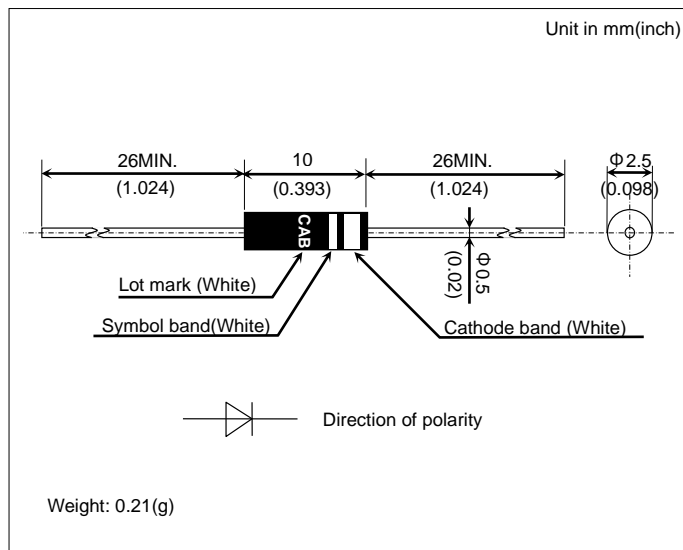 Unit in mm(inch)
26MIN.
(1.024)
10
(0.393)
26MIN.
(1.024)
Φ2.5
(0.098)
CAB
Φ0.5
(0.02)
Lot mark (White)
Symbol band(White)
Cathode band (White)
Direction of polarity
Weight: 0.21(g)